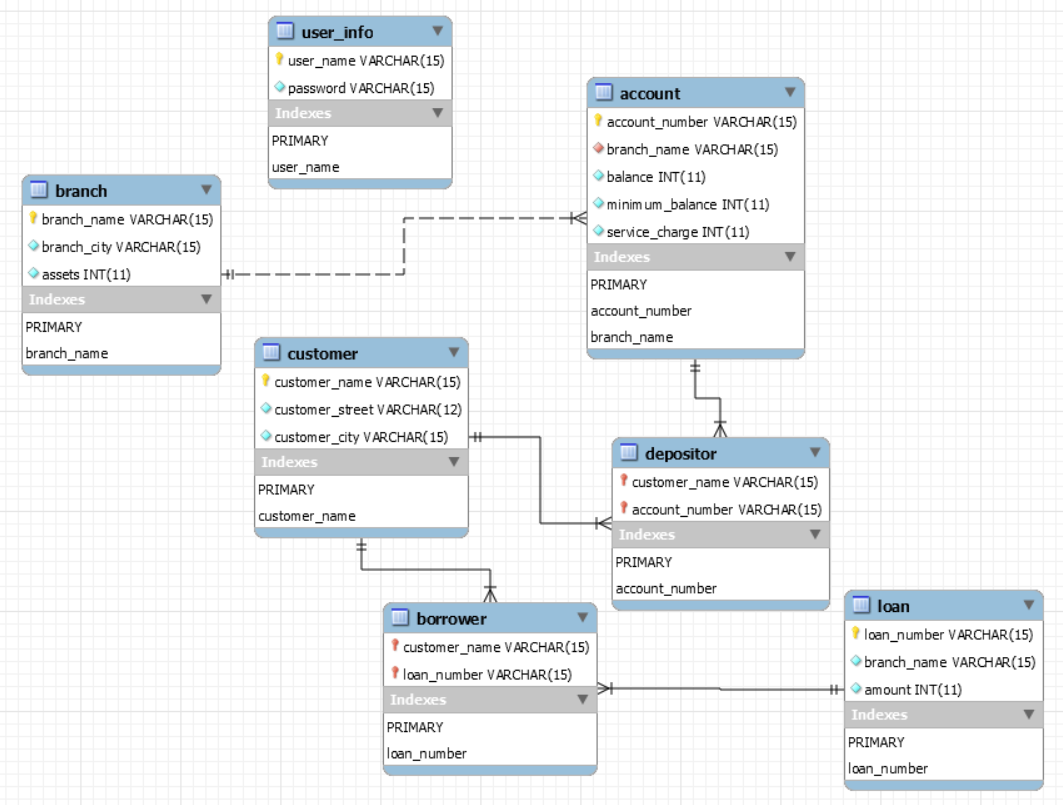 user_info
user_name VARCHAR(15)
password VARCHAR(15)
Indexes
PRIMARY
user_name
account
account_number VARCHAR(15)
branch_name VARCHAR(15)
balance INT(11)
minimum_balance INT(11)
service_charge INT(11)
Indexes
PRIMARY
account_number
branch_name
branch
branch_name VARCHAR(15)
branch_city VARCHAR(15)
assets INT(11)
Indexes
PRIMARY
branch_name
customer
customer_name VARCHAR(15)
customer_street VARCHAR(12)
customer_city VARCHAR(15)
Indexes
PRIMARY
customer_name
depositor
customer_name VARCHAR(15)
account_number VARCHAR(15)
Indexes
PRIMARY
account_number
borrower
customer_name VARCHAR(15)
loan_number VARCHAR(15)
Indexes
PRIMARY
loan_number
loan
loan_number VARCHAR(15)
branch_name VARCHAR(15)
amount INT(11)
Indexes
PRIMARY
loan_number